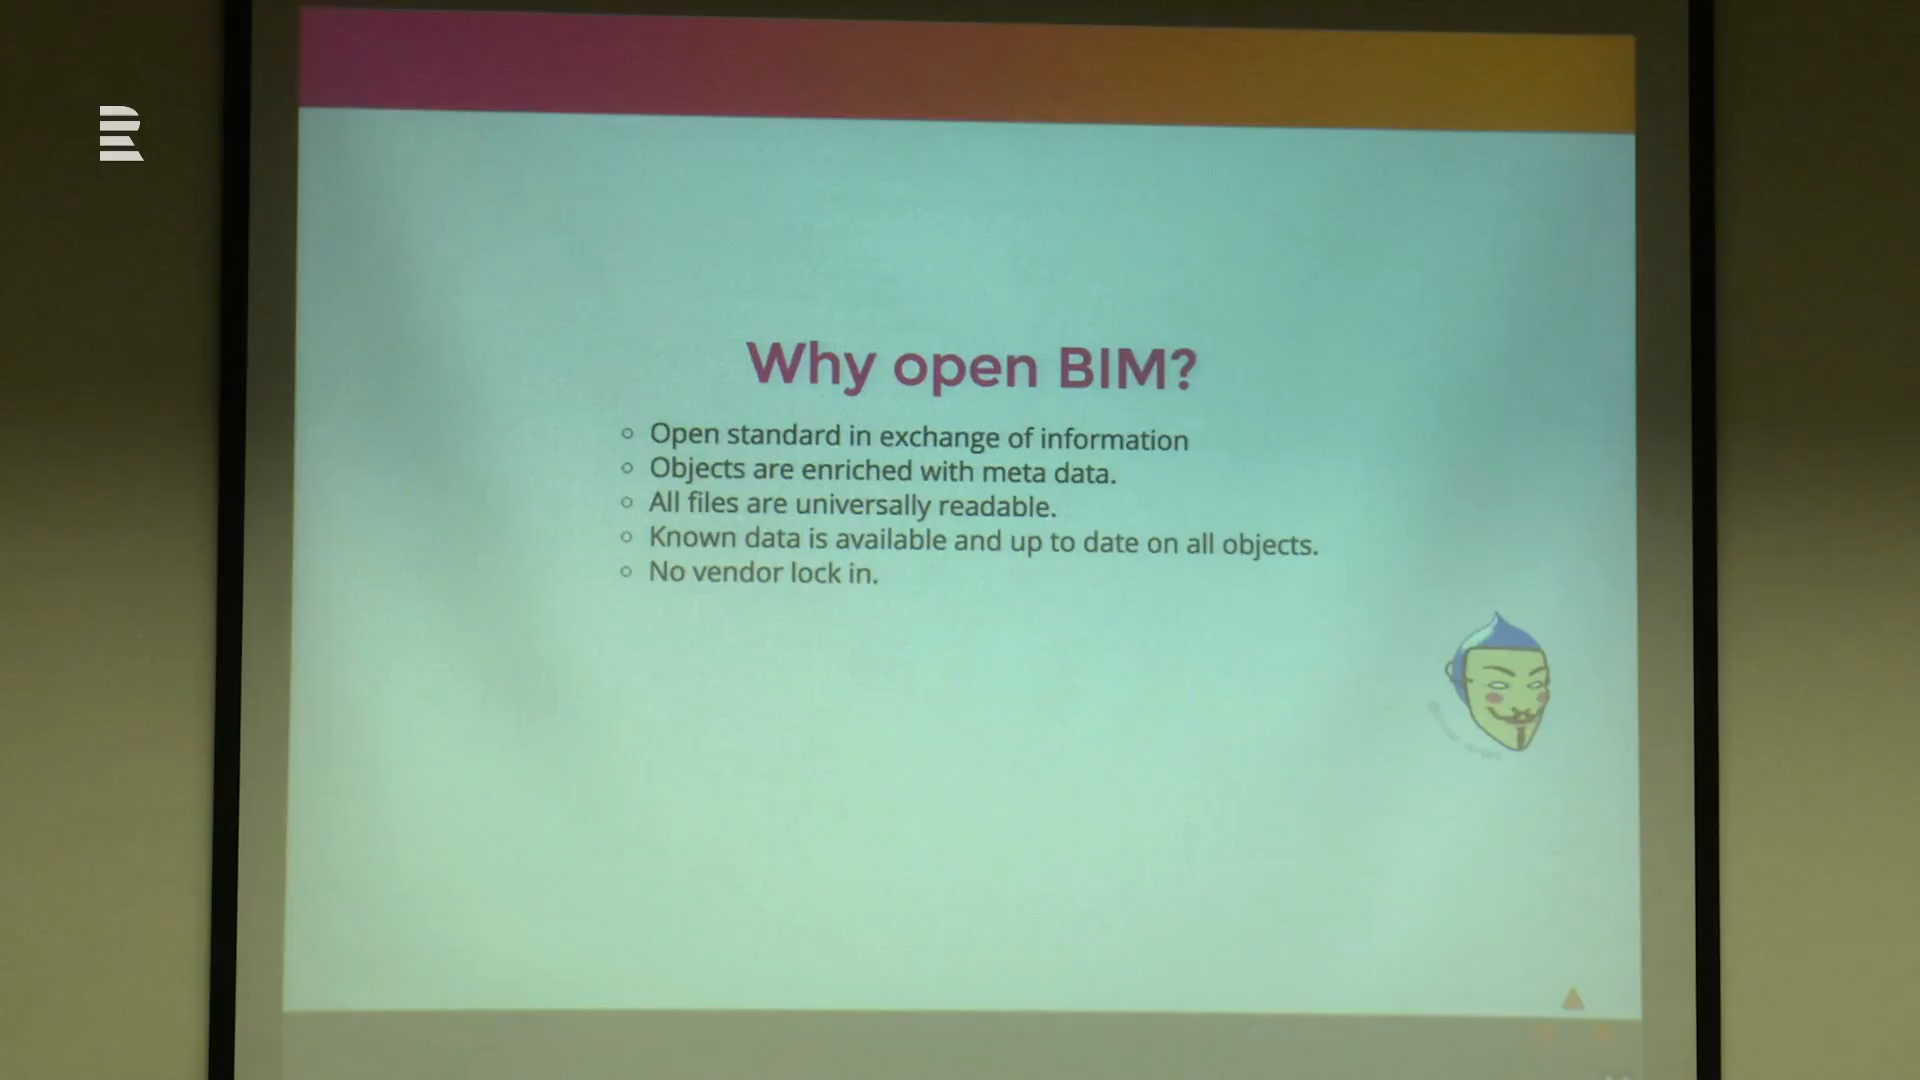 Why open BIM?
Open standard in exchange of information
Objects are enriched with meta data.
All files are universally readable.
Known data is available and up to date on all objects.
No vendor lock in.